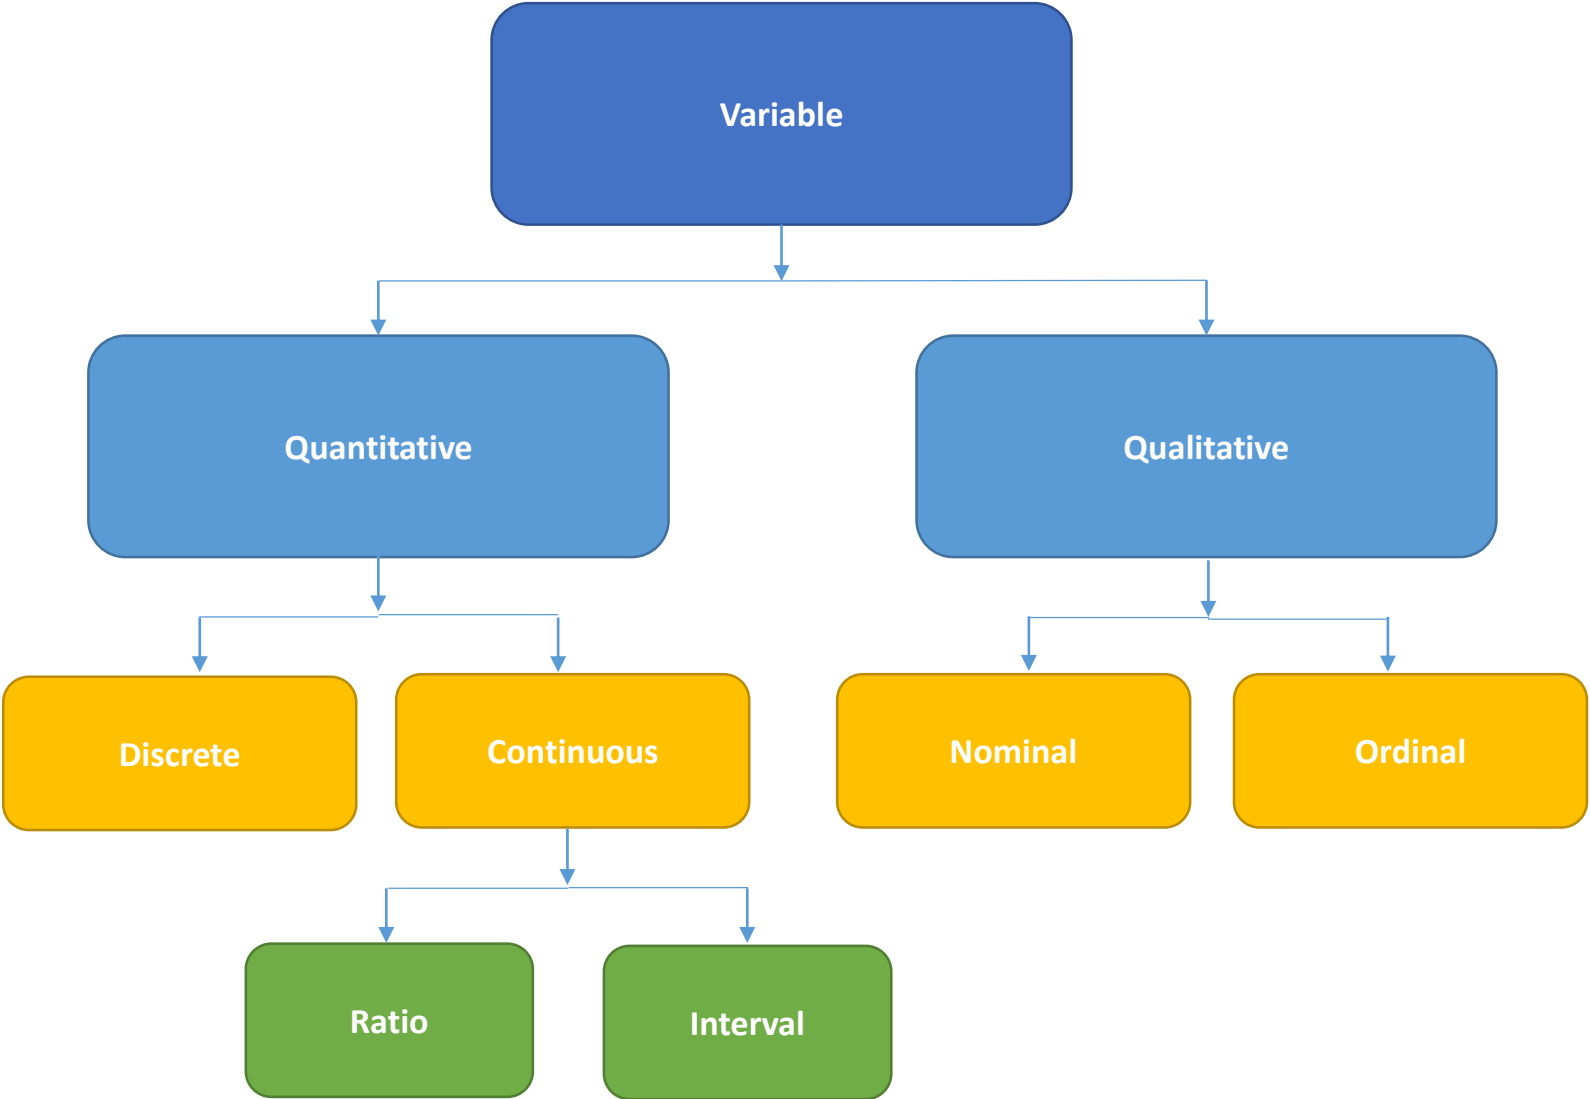 Variable
Quantitative
Qualitative
Discrete
Continuous
Nominal
Ordinal
Ratio
Interval